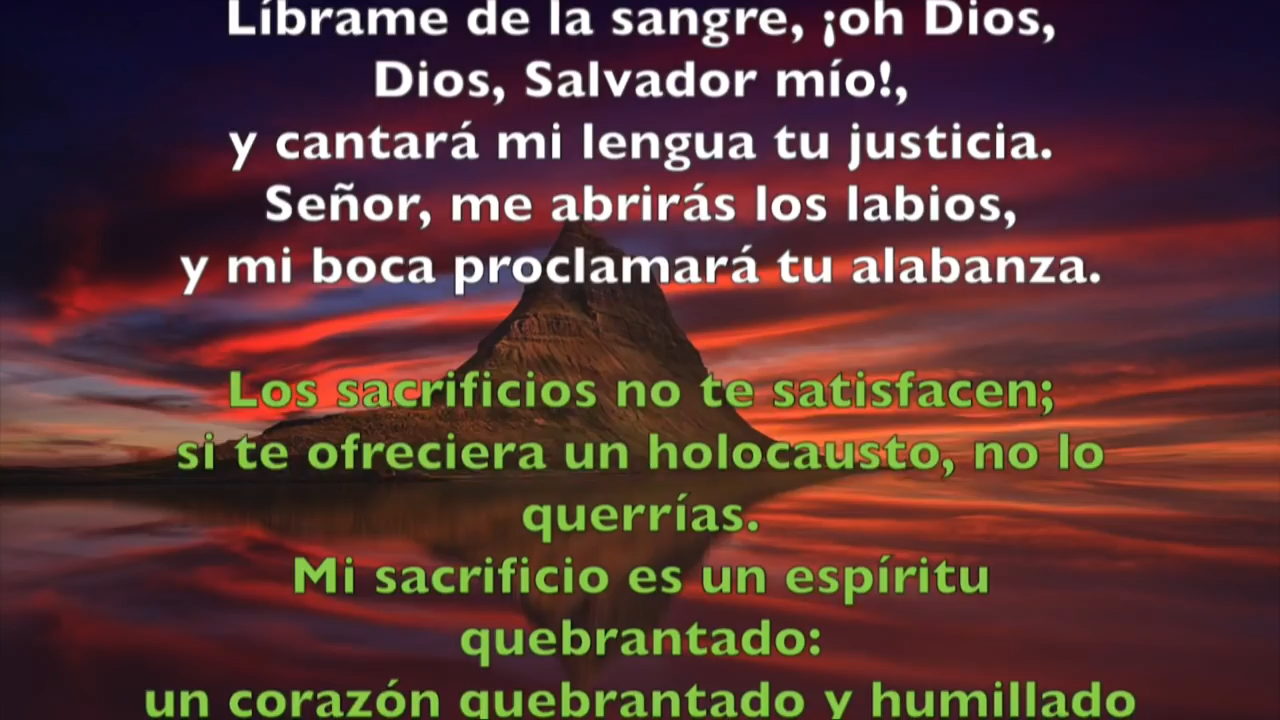 Líbrame de la sangre, ¡oh Dios,
Dios, Salvador mío!,
y cantará mi lengua tu justicia.
Señor, me abrirás los labios,
y mi boca proclamará tu alabanza.
Los sacrificios no te satisfacen;
si te ofreciera un holocausto, no lo
querrías.
Mi sacrificio es un espíritu
quebrantado:
un corazón quebrantado y humillado